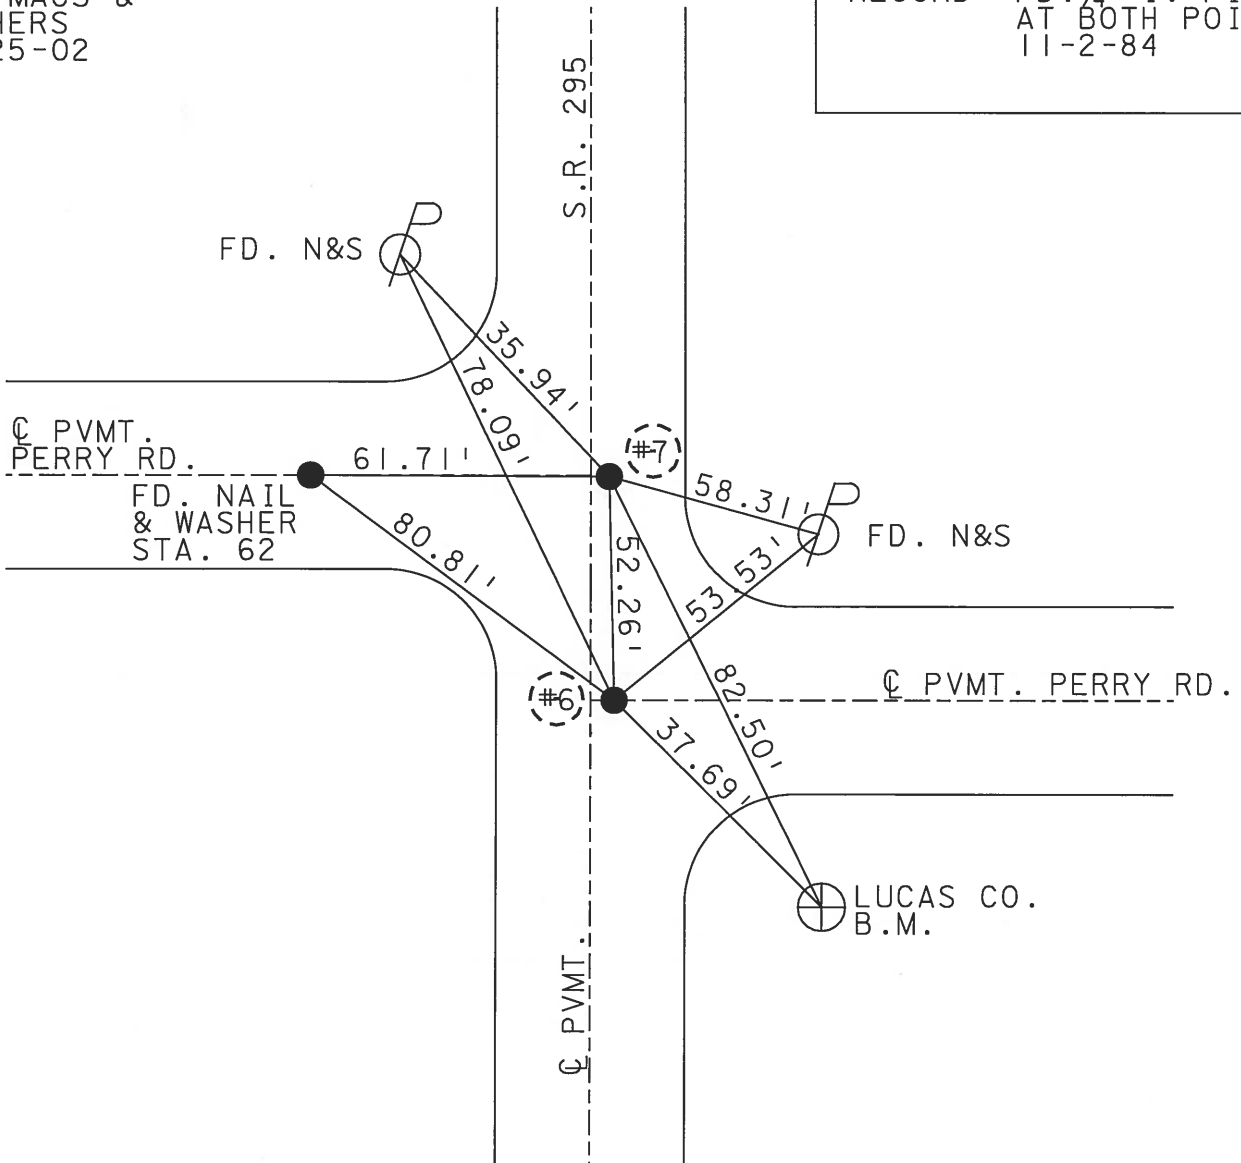 HERS
25-02
AT BOTH POI
11-2-84
S.R. 295
FD. N&S
35.94'
78.09'
℄ PVMT.
PERRY RD.
61.71'
#7
58.31'
FD. NAIL
& WASHER
STA. 62
80.81'
52.26'
53.53'
FD. N&S
#6
82.50'
℄ PVMT. PERRY RD.
37.69'
LUCAS CO.
B.M.
℄ PVMT.